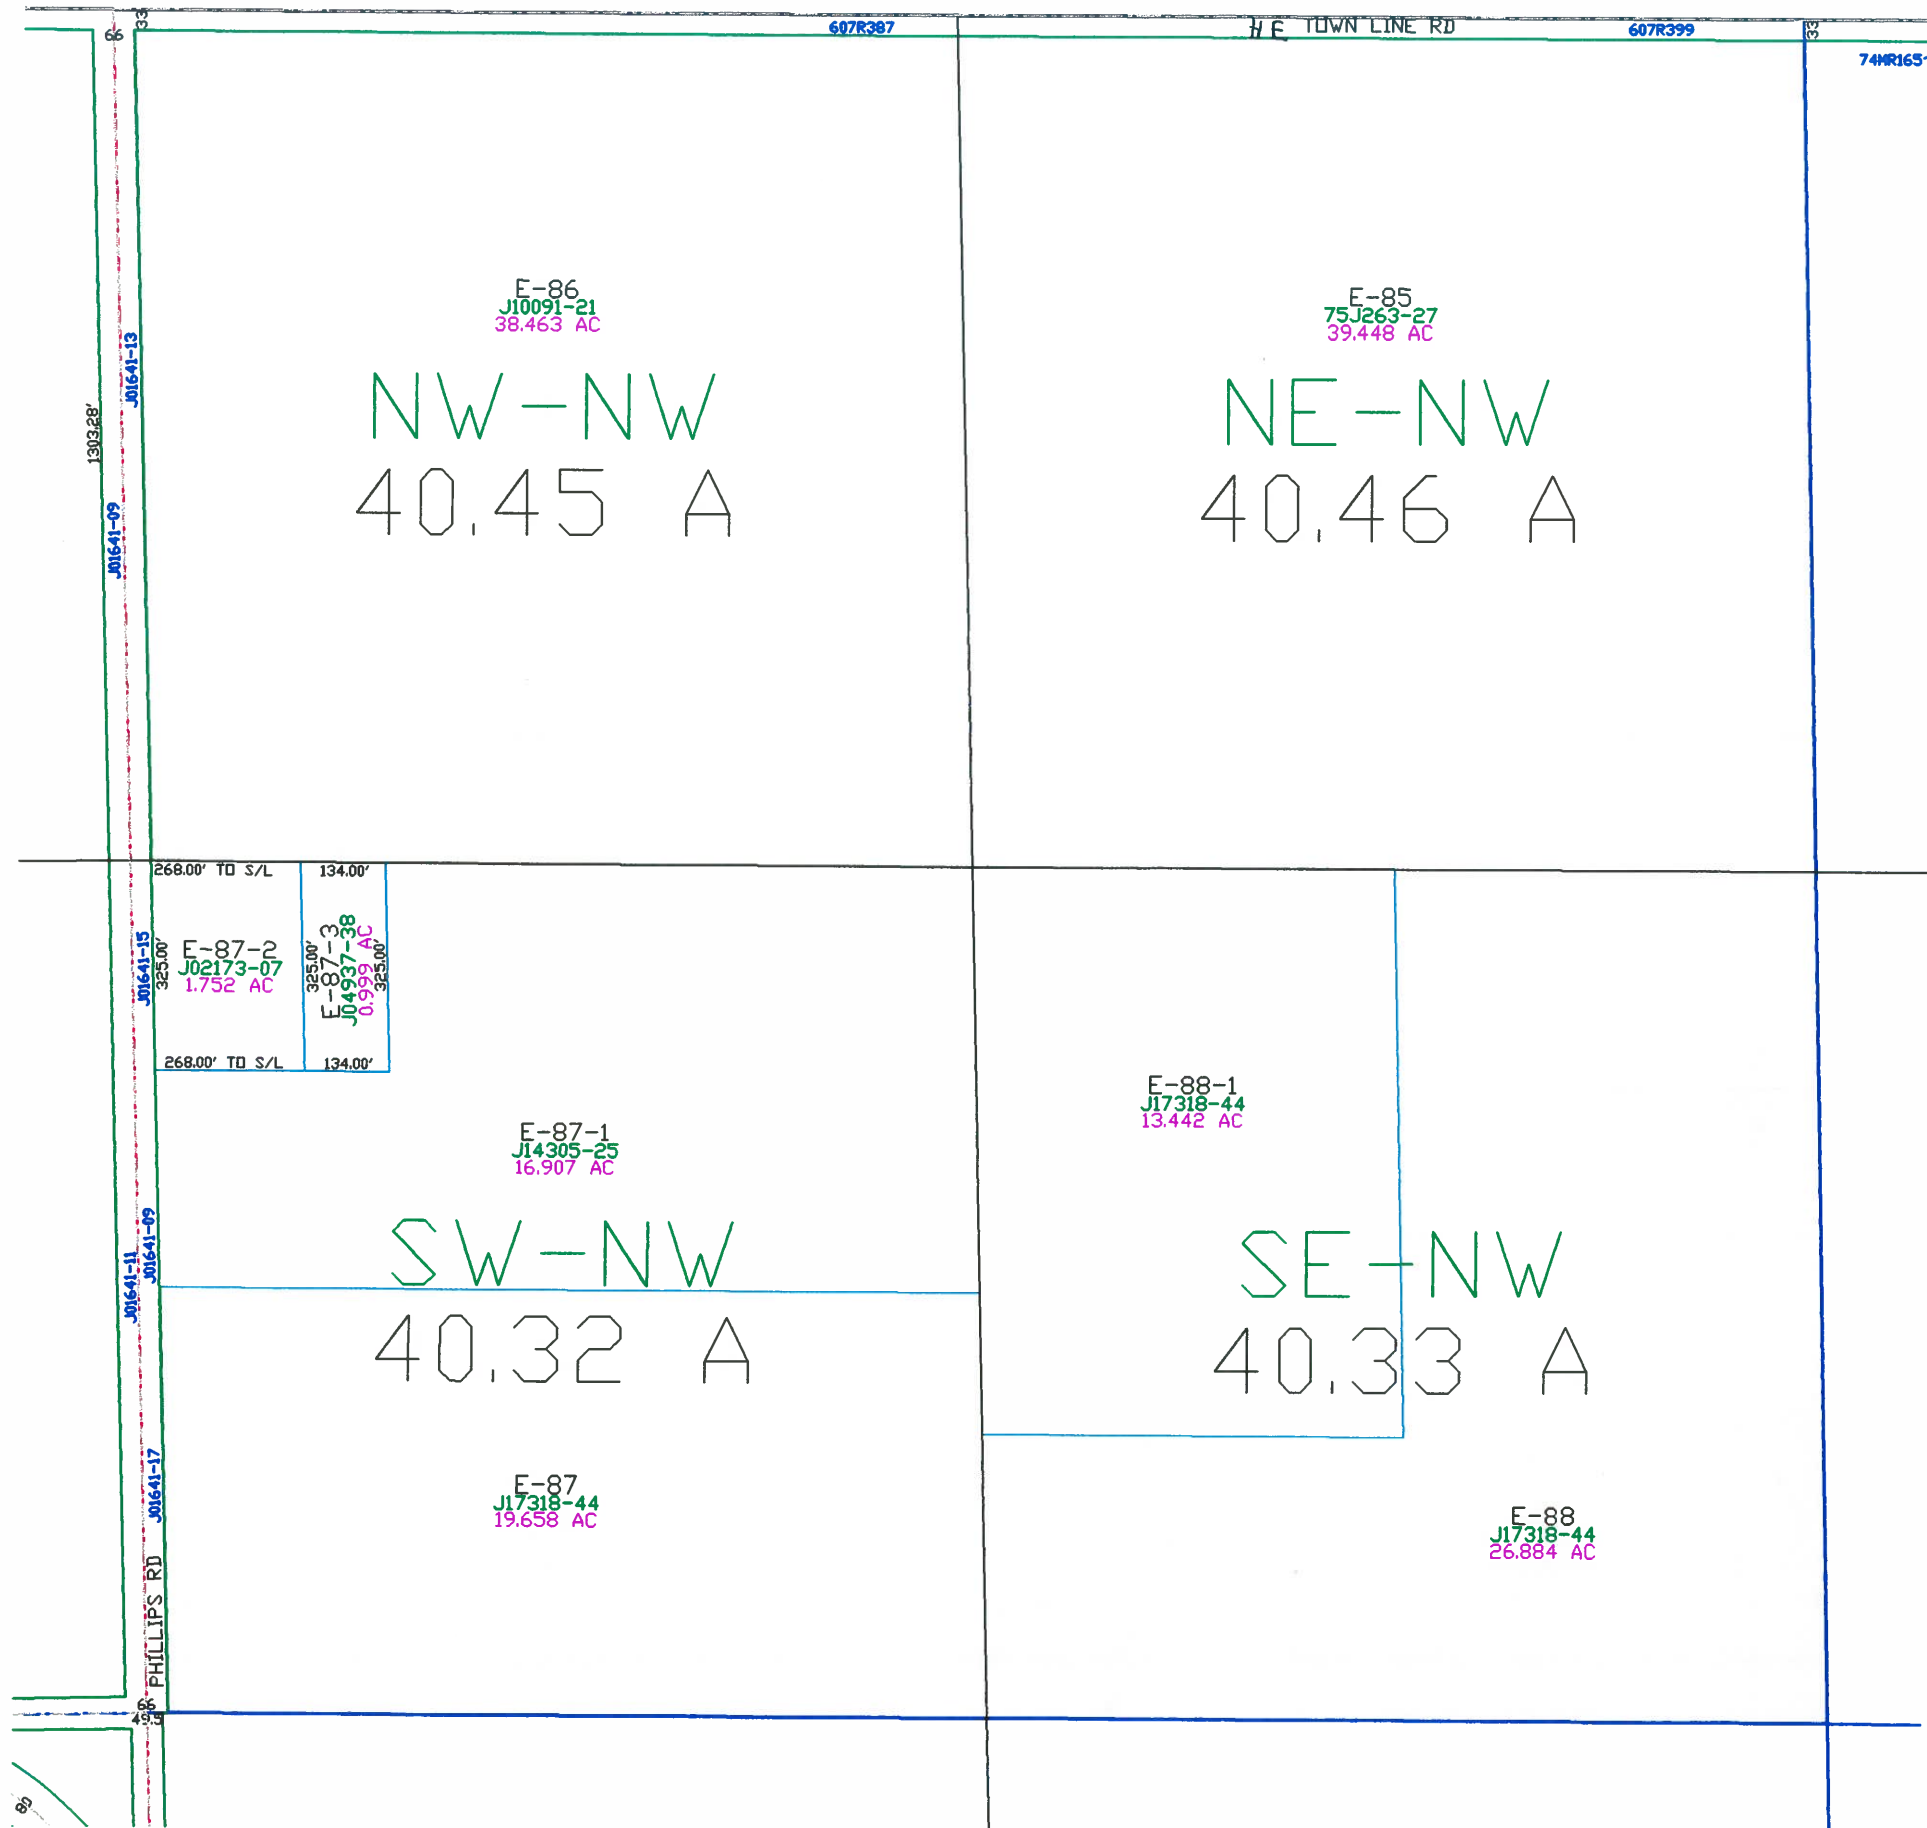 66
33
607R387
H E TOWN LINE RD
607R399
33
74MR165-
E-86
J10091-21
38.463 AC
NW-NW
40.45 A
E-85
75J263-27
39.448 AC
NE-NW
40.46 A
J01641-13
1303.28'
J01641-09
268.00' TO S/L
134.00'
J01641-15
325.00'
E-87-2
J02173-07
1.752 AC
325.00'
E-87-3
J04937-38
0.999 AC
325.00'
268.00' TO S/L
134.00'
E-88-1
J17318-44
13.442 AC
E-87-1
J14305-25
16.907 AC
SW-NW
40.32 A
SE-NW
40.33 A
J01641-09
J01641-11
J01641-17
E-87
J17318-44
19.658 AC
E-88
J17318-44
26.884 AC
PHILLIPS RD
66
49.5
80